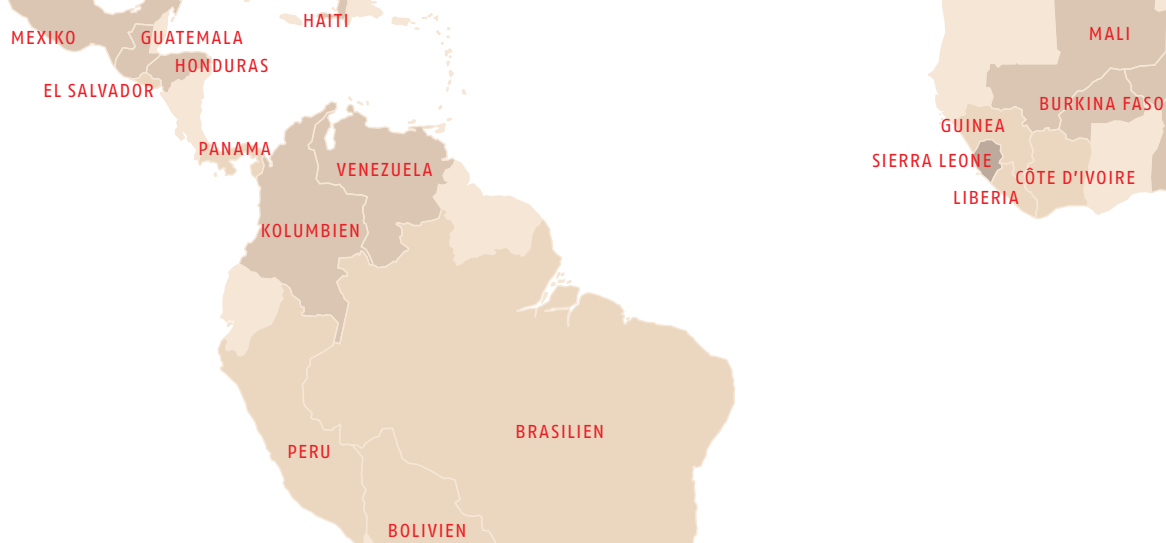 HAITI
MEXIKO
GUATEMALA
HONDURAS
EL SALVADOR
PANAMA
VENEZUELA
KOLUMBIEN
BRASILIEN
PERU
BOLIVIEN
MALI
BURKINA FASO
GUINEA
SIERRA LEONE
CÔTE D'IVOIRE
LIBERIA